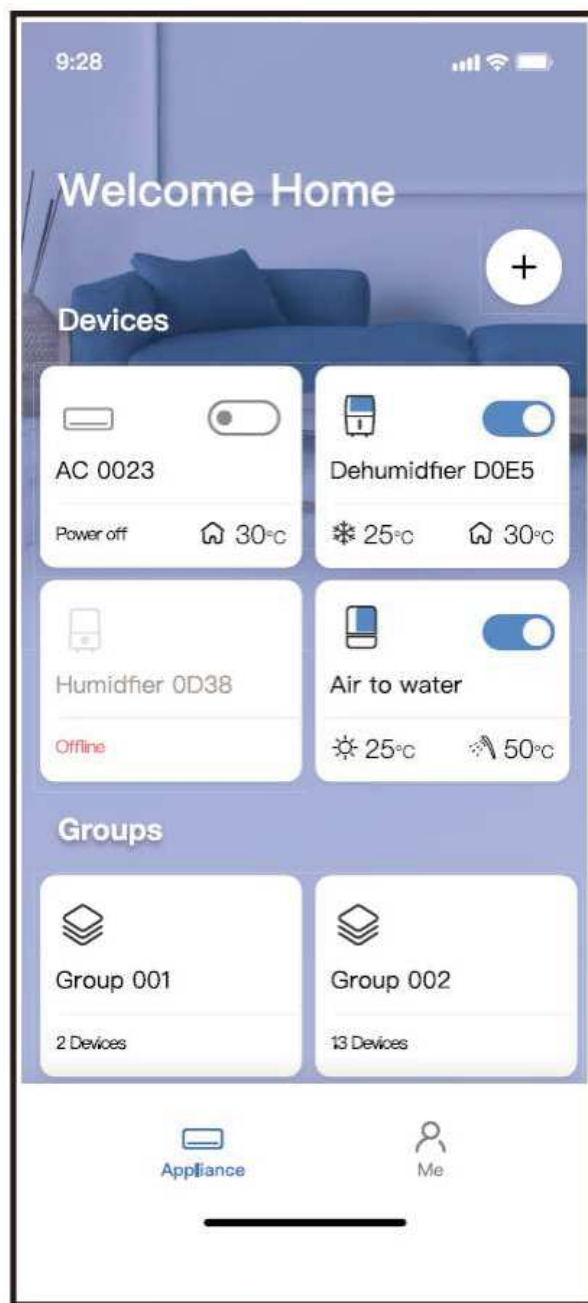 9:28
Welcome Home
+
Devices
AC 0023
Power off 30°C
Dehumidfier D0E5
25°C 30°C
Humidfier 0D38
Offline
Air to water
25°C 50°C
Groups
Group 001
2 Devices
Group 002
13 Devices
Appliance
Me